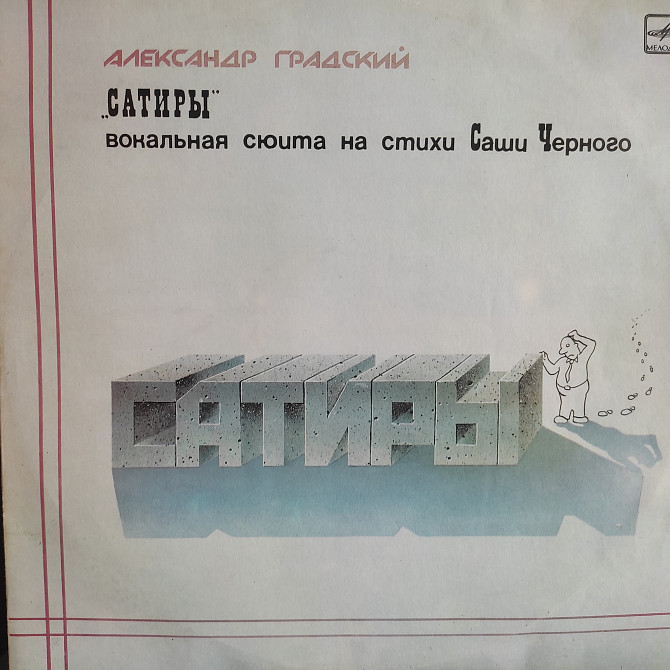 АЛЕКСАНДР ГРАДСКИЙ
„САТИРЫ"
вокальная сюита на стихи Саши Черного
САТИРЫ